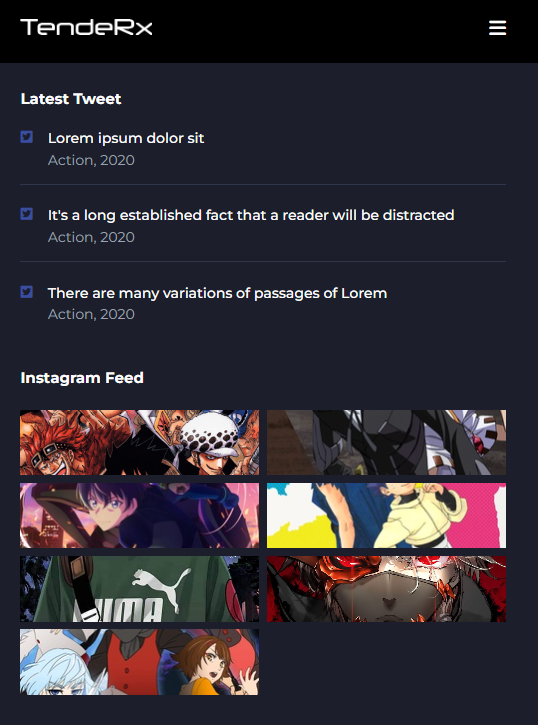 TendeRx
Latest Tweet
Lorem ipsum dolor sit
Action, 2020
It's a long established fact that a reader will be distracted
Action, 2020
There are many variations of passages of Lorem
Action, 2020
Instagram Feed
PUMA